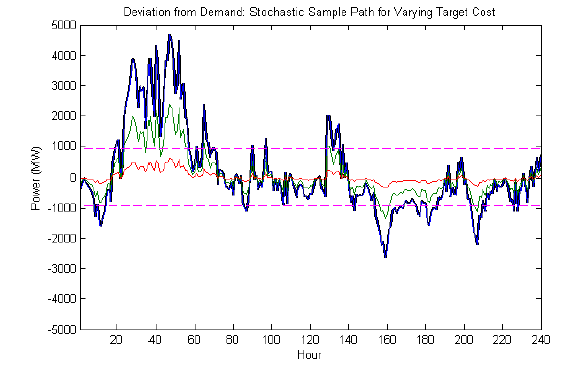 Deviation from Demand: Stochastic Sample Path for Varying Target Cost
5000
4000
3000
2000
1000
0
-1000
-2000
-3000
-4000
-5000
Power (MW)
20 40 60 80 100 120 140 160 180 200 220 240
Hour